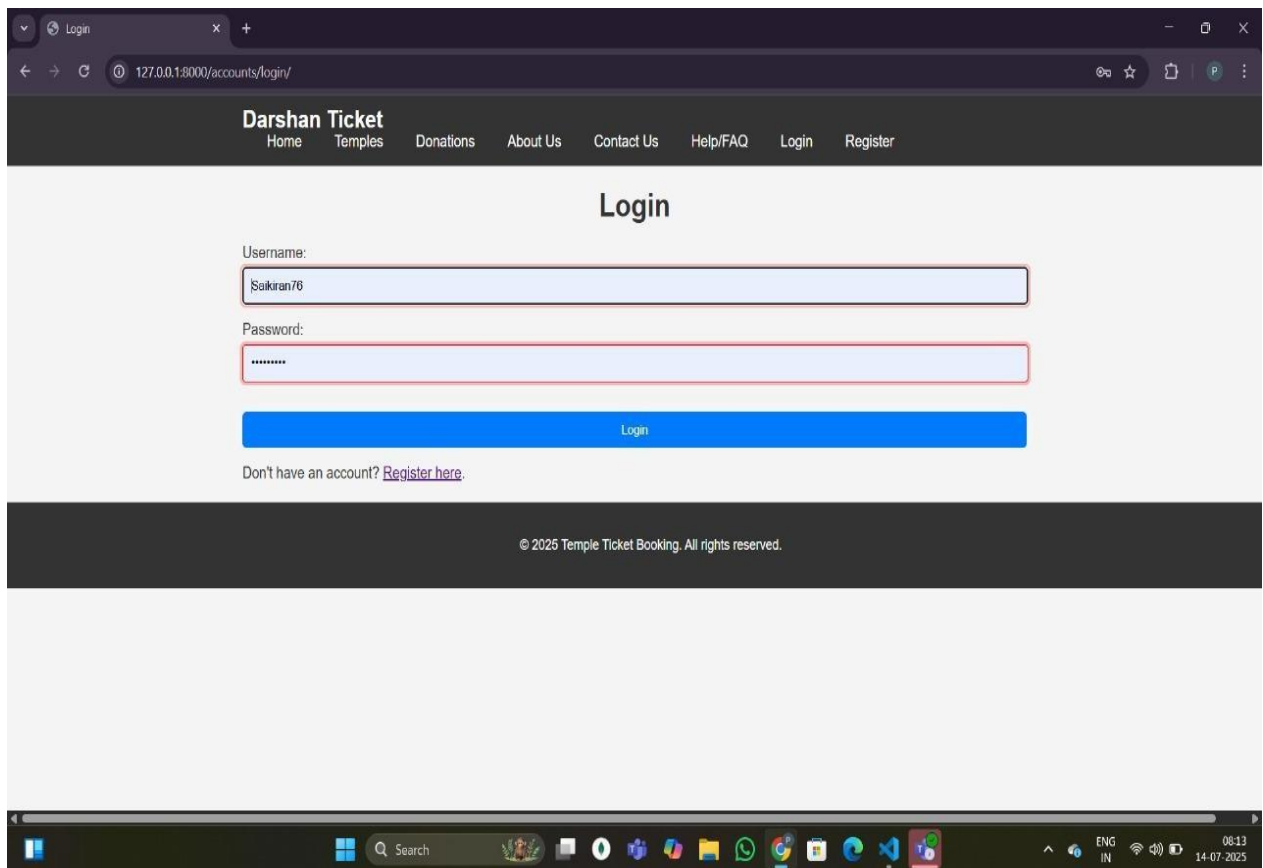 Login
127.0.0.1:8000/accounts/login/
P
Darshan Ticket
Home Temples Donations About Us Contact Us Help/FAQ Login Register
Login
Username:
Saikiran76
Password:
•••••••••
Login
Don't have an account? Register here.
© 2025 Temple Ticket Booking. All rights reserved.
Search
ENG
IN
08:13
14-07-2025